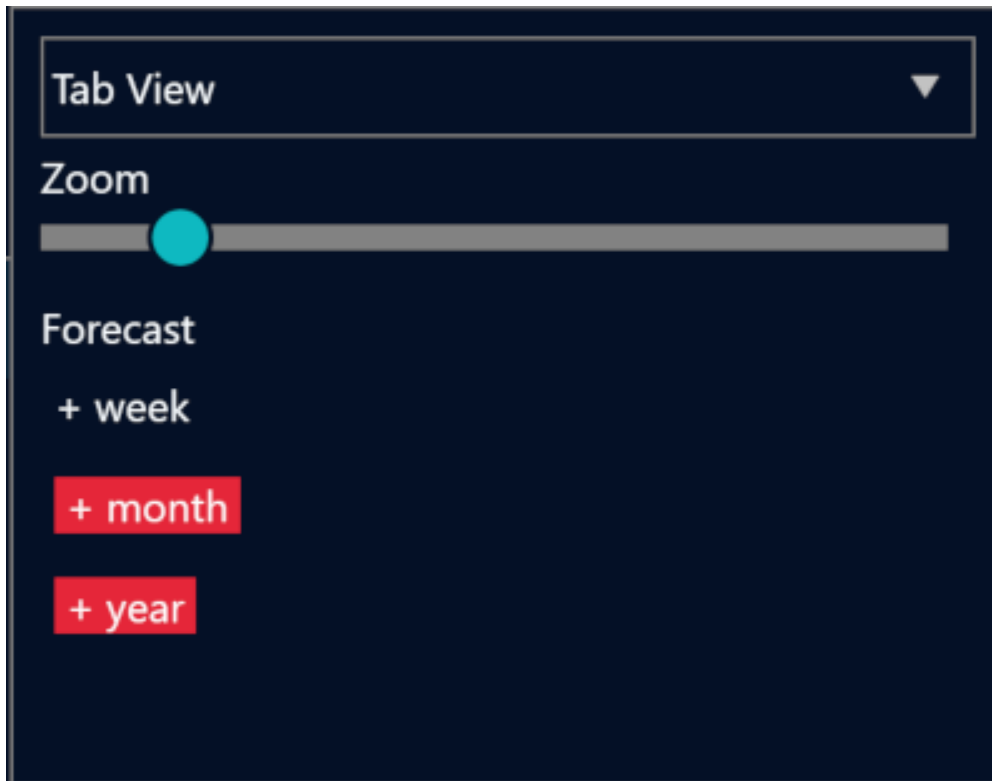 Tab View
Zoom
Forecast
+ week
+ month
+ year